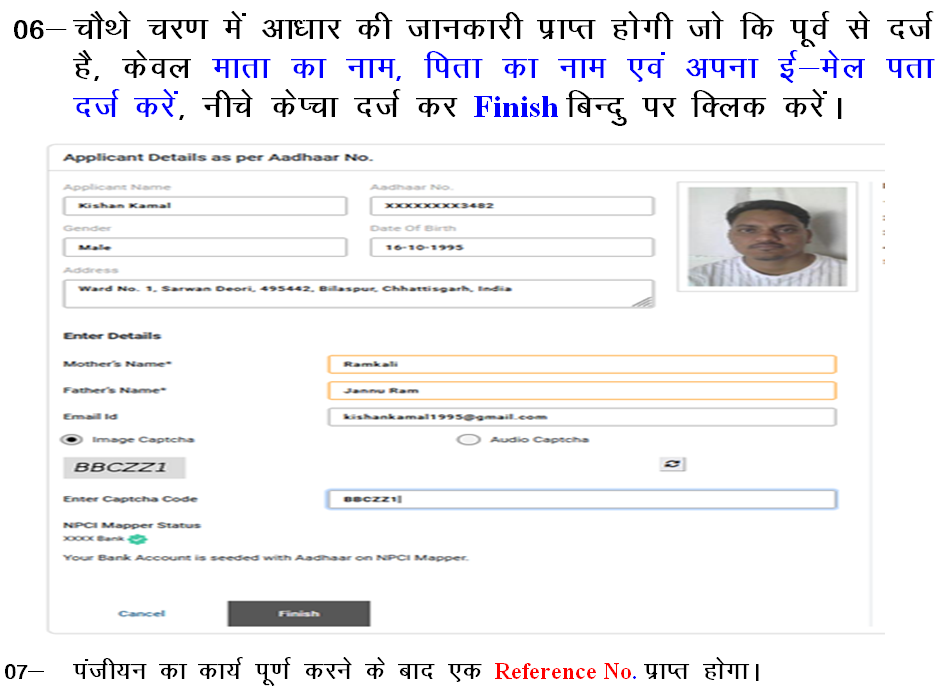 06– चौथे चरण में आधार की जानकारी प्राप्त होगी जो कि पूर्व से दर्ज
है, केवल माता का नाम, पिता का नाम एवं अपना ई–मेल पता
दर्ज करें, नीचे केप्चा दर्ज कर Finish बिन्दु पर क्लिक करें।
Applicant Details as per Aadhaar No.
Applicant Name Aadhaar No.
Kishan Kamal XXXXXXXX3482
Gender Date Of Birth
Male 16-10-1995
Address
Ward No. 1, Sarwan Deori, 495442, Bilaspur, Chhattisgarh, India
Enter Details
Mother's Name* Ramkali
Father's Name* Jannu Ram
Email Id kishankamal1995@gmail.com
Image Captcha Audio Captcha
BBCZZ1
Enter Captcha Code BBCZZ1
NPCI Mapper Status
XXXX Bank
Your Bank Account is seeded with Aadhaar on NPCI Mapper.
Cancel Finish
07– पंजीयन का कार्य पूर्ण करने के बाद एक Reference No. प्राप्त होगा।